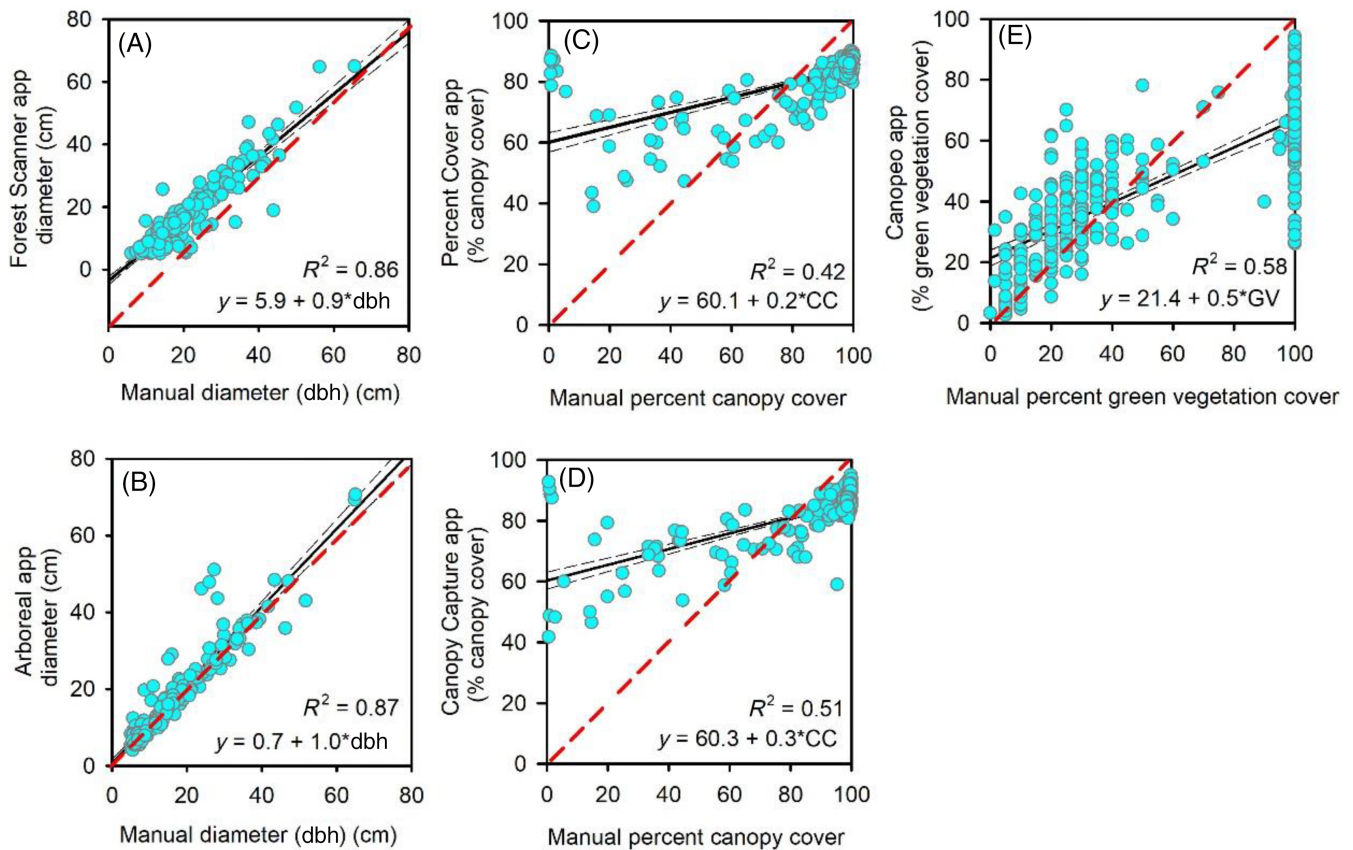 (A)
Forest Scanner app
diameter (cm)
80
60
40
20
0
R² = 0.86
y = 5.9 + 0.9*dbh
0 20 40 60 80
Manual diameter (dbh) (cm)
(C)
Percent Cover app
(% canopy cover)
100
80
60
40
20
0
R² = 0.42
y = 60.1 + 0.2*CC
0 20 40 60 80 100
Manual percent canopy cover
(E)
Canopeo app
(% green vegetation cover)
100
80
60
40
20
0
R² = 0.58
y = 21.4 + 0.5*GV
0 20 40 60 80 100
Manual percent green vegetation cover
(B)
Arboreal app
diameter (cm)
80
60
40
20
0
R² = 0.87
y = 0.7 + 1.0*dbh
0 20 40 60 80
Manual diameter (dbh) (cm)
(D)
Canopy Capture app
(% canopy cover)
100
80
60
40
20
0
R² = 0.51
y = 60.3 + 0.3*CC
0 20 40 60 80 100
Manual percent canopy cover